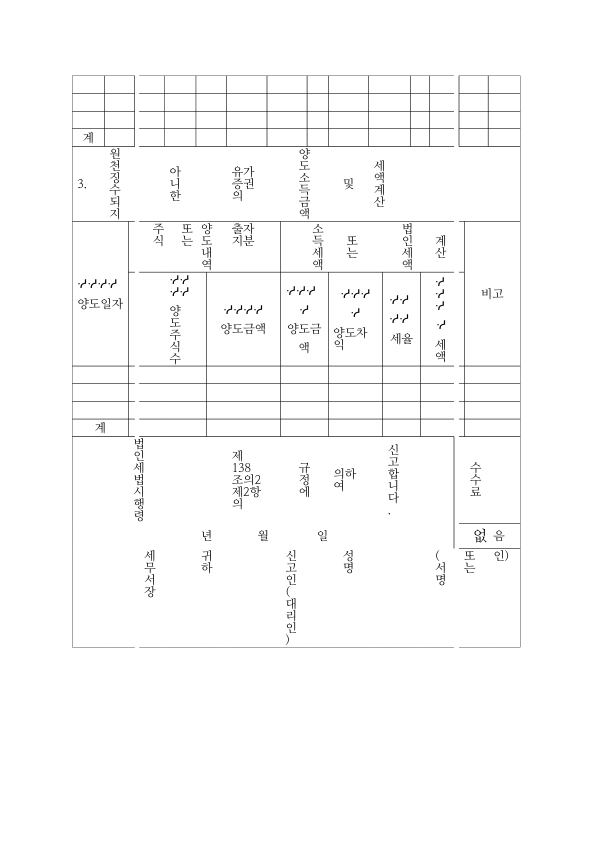 계
3. 원천징수되지 아니한 유가증권의 양도소득금액 및 세액계산
주식 또는 양도내역 출자지분 소득세액 또는 법인세액 계산
양도일자 양도주식수 양도금액 양도금액 양도차익 세율 세액 비고
계
법인세법시행령 제138조의2제2항의 규정에 의하여 신고합니다. 수수료
년 월 일 없 음
세무서장 귀하 신고인(대리인) 성명 (서명 또는 인)